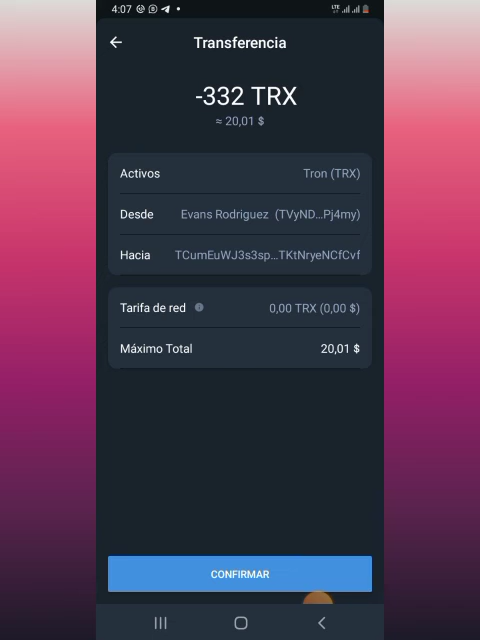 4:07
LTE
Transferencia
-332 TRX
≈ 20,01 $
Activos Tron (TRX)
Desde Evans Rodriguez (TVyND...Pj4my)
Hacia TCumEuWJ3s3sp...TKtNryeNCfCvf
Tarifa de red 0,00 TRX (0,00 $)
Máximo Total 20,01 $
CONFIRMAR